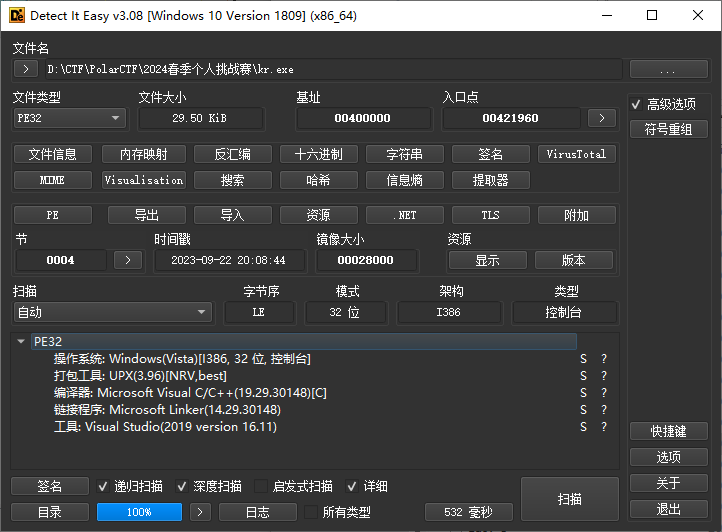 Detect It Easy v3.08 [Windows 10 Version 1809] (x86_64)
文件名
> D:\CTF\PolarCTF\2024春季个人挑战赛\kr.exe ...
文件类型 文件大小 基址 入口点
PE32 29.50 KiB 00400000 00421960 >
高级选项
符号重组
文件信息 内存映射 反汇编 十六进制 字符串 签名 VirusTotal
MIME Visualisation 搜索 哈希 信息熵 提取器
PE 导出 导入 资源 .NET TLS 附加
节 时间戳 镜像大小 资源
0004 > 2023-09-22 20:08:44 00028000 显示 版本
扫描 字节序 模式 架构 类型
自动 LE 32 位 I386 控制台
PE32
操作系统: Windows(Vista)[I386, 32 位, 控制台] S ?
打包工具: UPX(3.96)[NRV,best] S ?
编译器: Microsoft Visual C/C++(19.29.30148)[C] S ?
链接程序: Microsoft Linker(14.29.30148) S ?
工具: Visual Studio(2019 version 16.11) S ?
快捷键
选项
关于
退出
签名 递归扫描 深度扫描 启发式扫描 详细 扫描
目录 100% > 日志 所有类型 532 毫秒